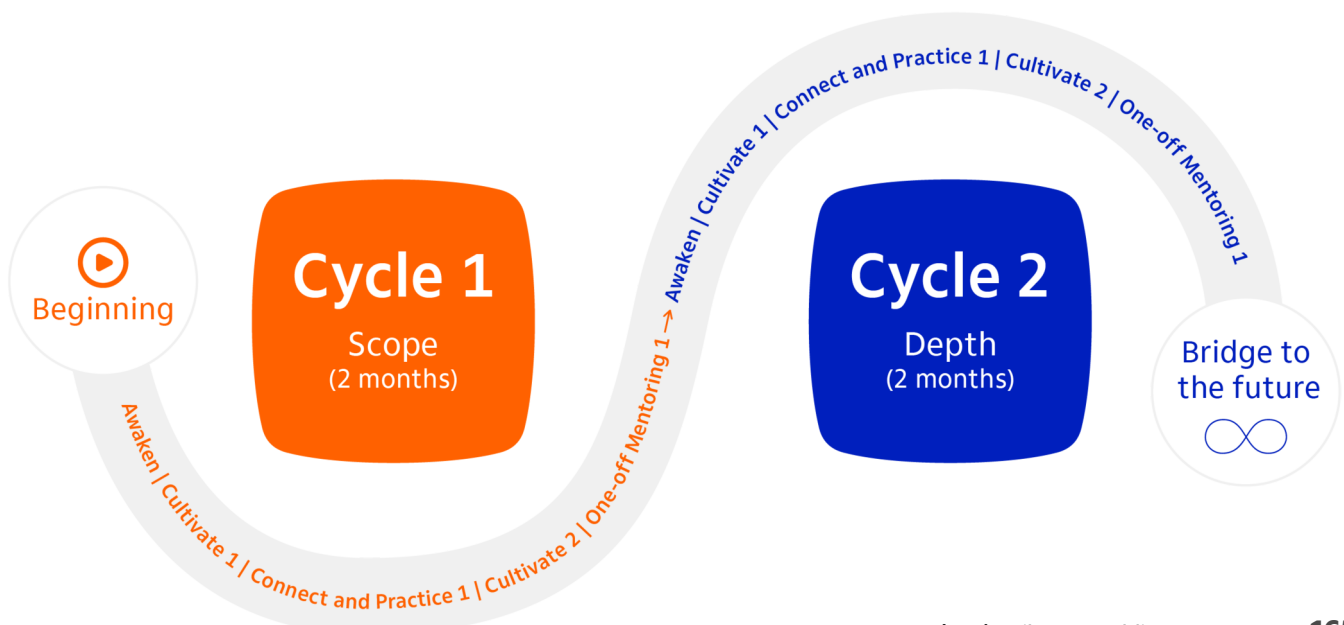 Beginning
Cycle 1
Scope
(2 months)
Awaken | Cultivate 1 | Connect and Practice 1 | Cultivate 2 | One-off Mentoring 1 →
Awaken | Cultivate 1 | Connect and Practice 1 | Cultivate 2 | One-off Mentoring 1
Cycle 2
Depth
(2 months)
Bridge to
the future